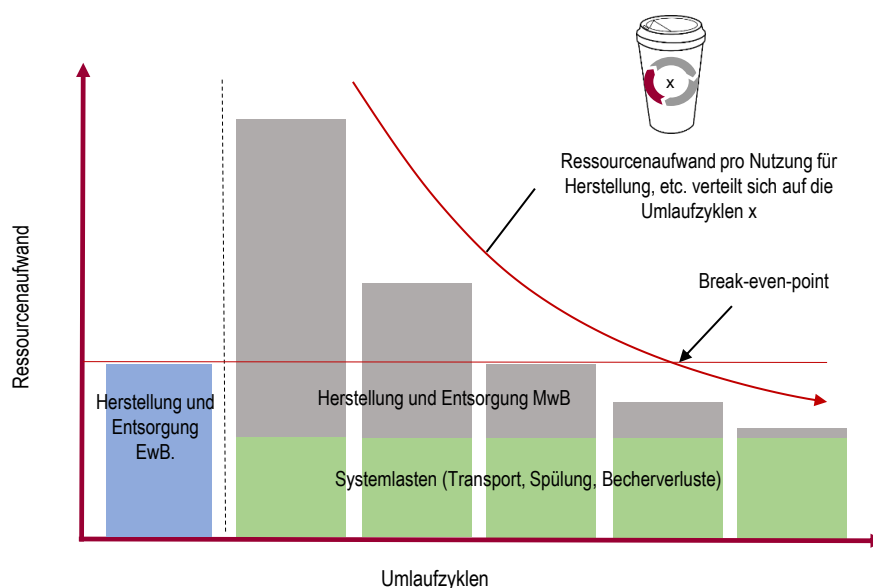 x
Ressourcenaufwand pro Nutzung für
Herstellung, etc. verteilt sich auf die
Umlaufzyklen x
Break-even-point
Ressourcenaufwand
Herstellung und
Entsorgung
EwB.
Herstellung und Entsorgung MwB
Systemlasten (Transport, Spülung, Becherverluste)
Umlaufzyklen